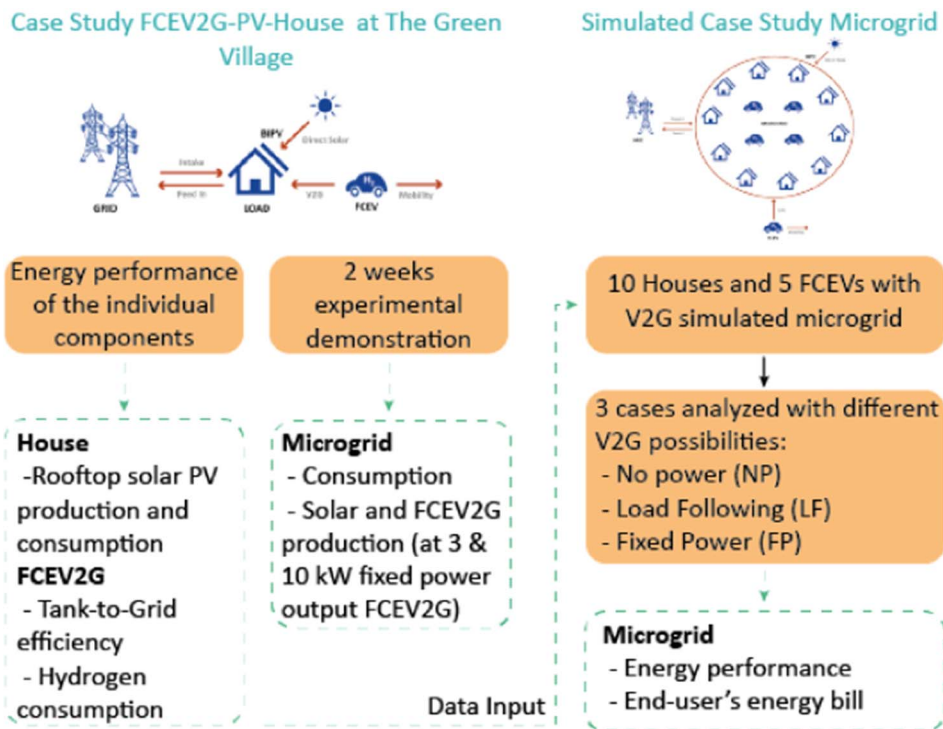 Case Study FCEV2G-PV-House at The Green
Village
BIPV
Direct Solar
Intake
Feed In
GRID
LOAD
V2G
H₂
FCEV
Mobility
Energy performance
of the individual
components
2 weeks
experimental
demonstration
House
-Rooftop solar PV
production and
consumption
FCEV2G
- Tank-to-Grid
efficiency
- Hydrogen
consumption
Microgrid
- Consumption
- Solar and FCEV2G
production (at 3 &
10 kW fixed power
output FCEV2G)
Data Input
Simulated Case Study Microgrid
10 Houses and 5 FCEVs with
V2G simulated microgrid
3 cases analyzed with different
V2G possibilities:
- No power (NP)
- Load Following (LF)
- Fixed Power (FP)
Microgrid
- Energy performance
- End-user's energy bill